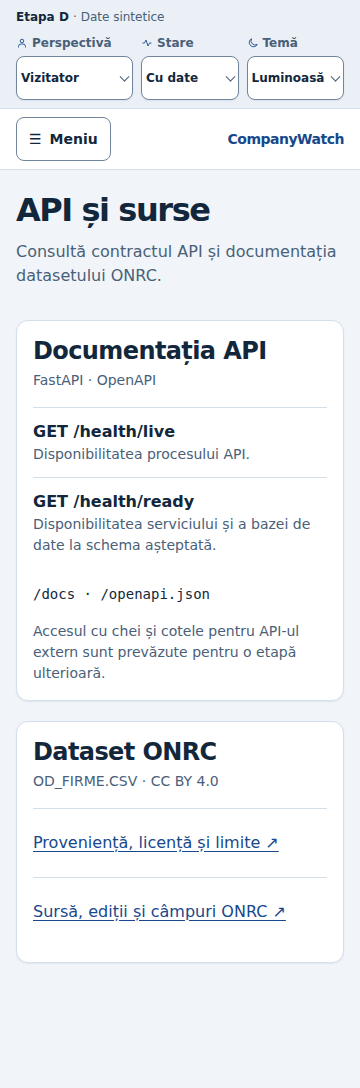 Etapa D · Date sintetice
Perspectivă Stare Temă
Vizitator Cu date Luminoasă
☰ Meniu CompanyWatch
API și surse
Consultă contractul API și documentația
datasetului ONRC.
Documentația API
FastAPI · OpenAPI
GET /health/live
Disponibilitatea procesului API.
GET /health/ready
Disponibilitatea serviciului și a bazei de
date la schema așteptată.
/docs · /openapi.json
Accesul cu chei și cotele pentru API-ul
extern sunt prevăzute pentru o etapă
ulterioară.
Dataset ONRC
OD_FIRME.CSV · CC BY 4.0
Proveniență, licență și limite ↗
Sursă, ediții și câmpuri ONRC ↗